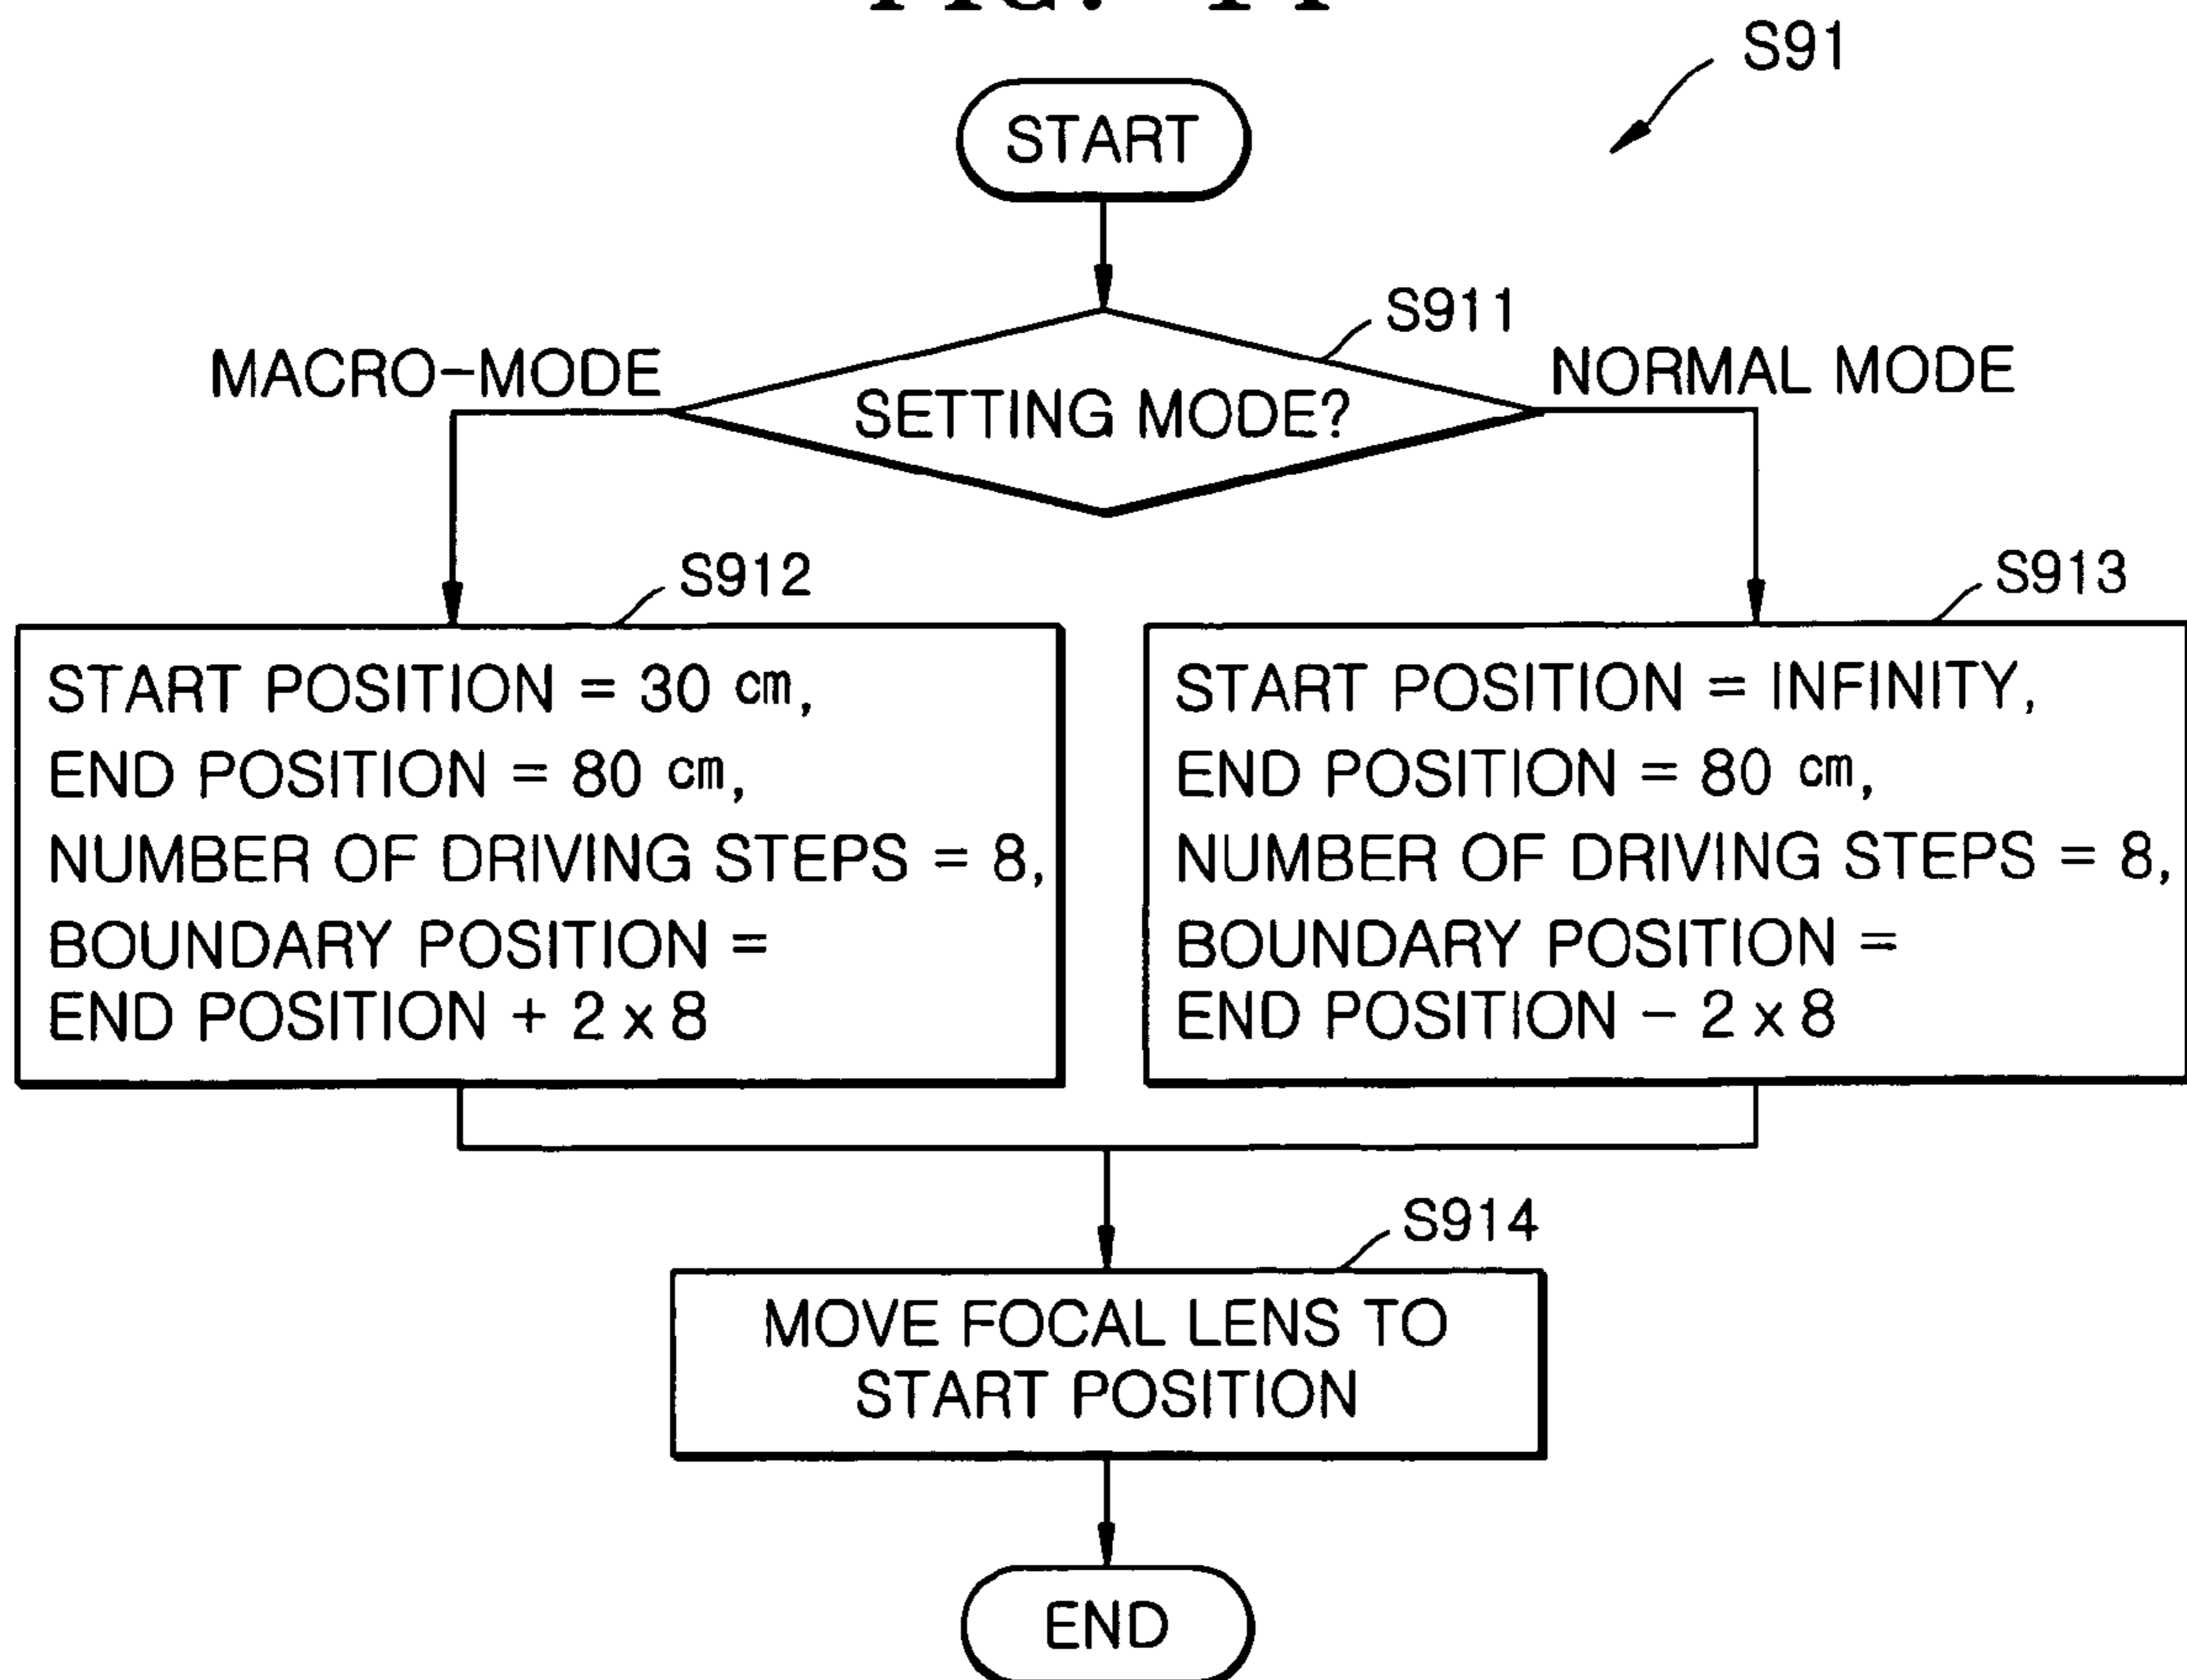 S91
START
S911
MACRO-MODE
SETTING MODE?
NORMAL MODE
S912
START POSITION = 30 cm,
END POSITION = 80 cm,
NUMBER OF DRIVING STEPS = 8,
BOUNDARY POSITION =
END POSITION + 2 x 8
S913
START POSITION = INFINITY,
END POSITION = 80 cm,
NUMBER OF DRIVING STEPS = 8,
BOUNDARY POSITION =
END POSITION - 2 x 8
S914
MOVE FOCAL LENS TO
START POSITION
END